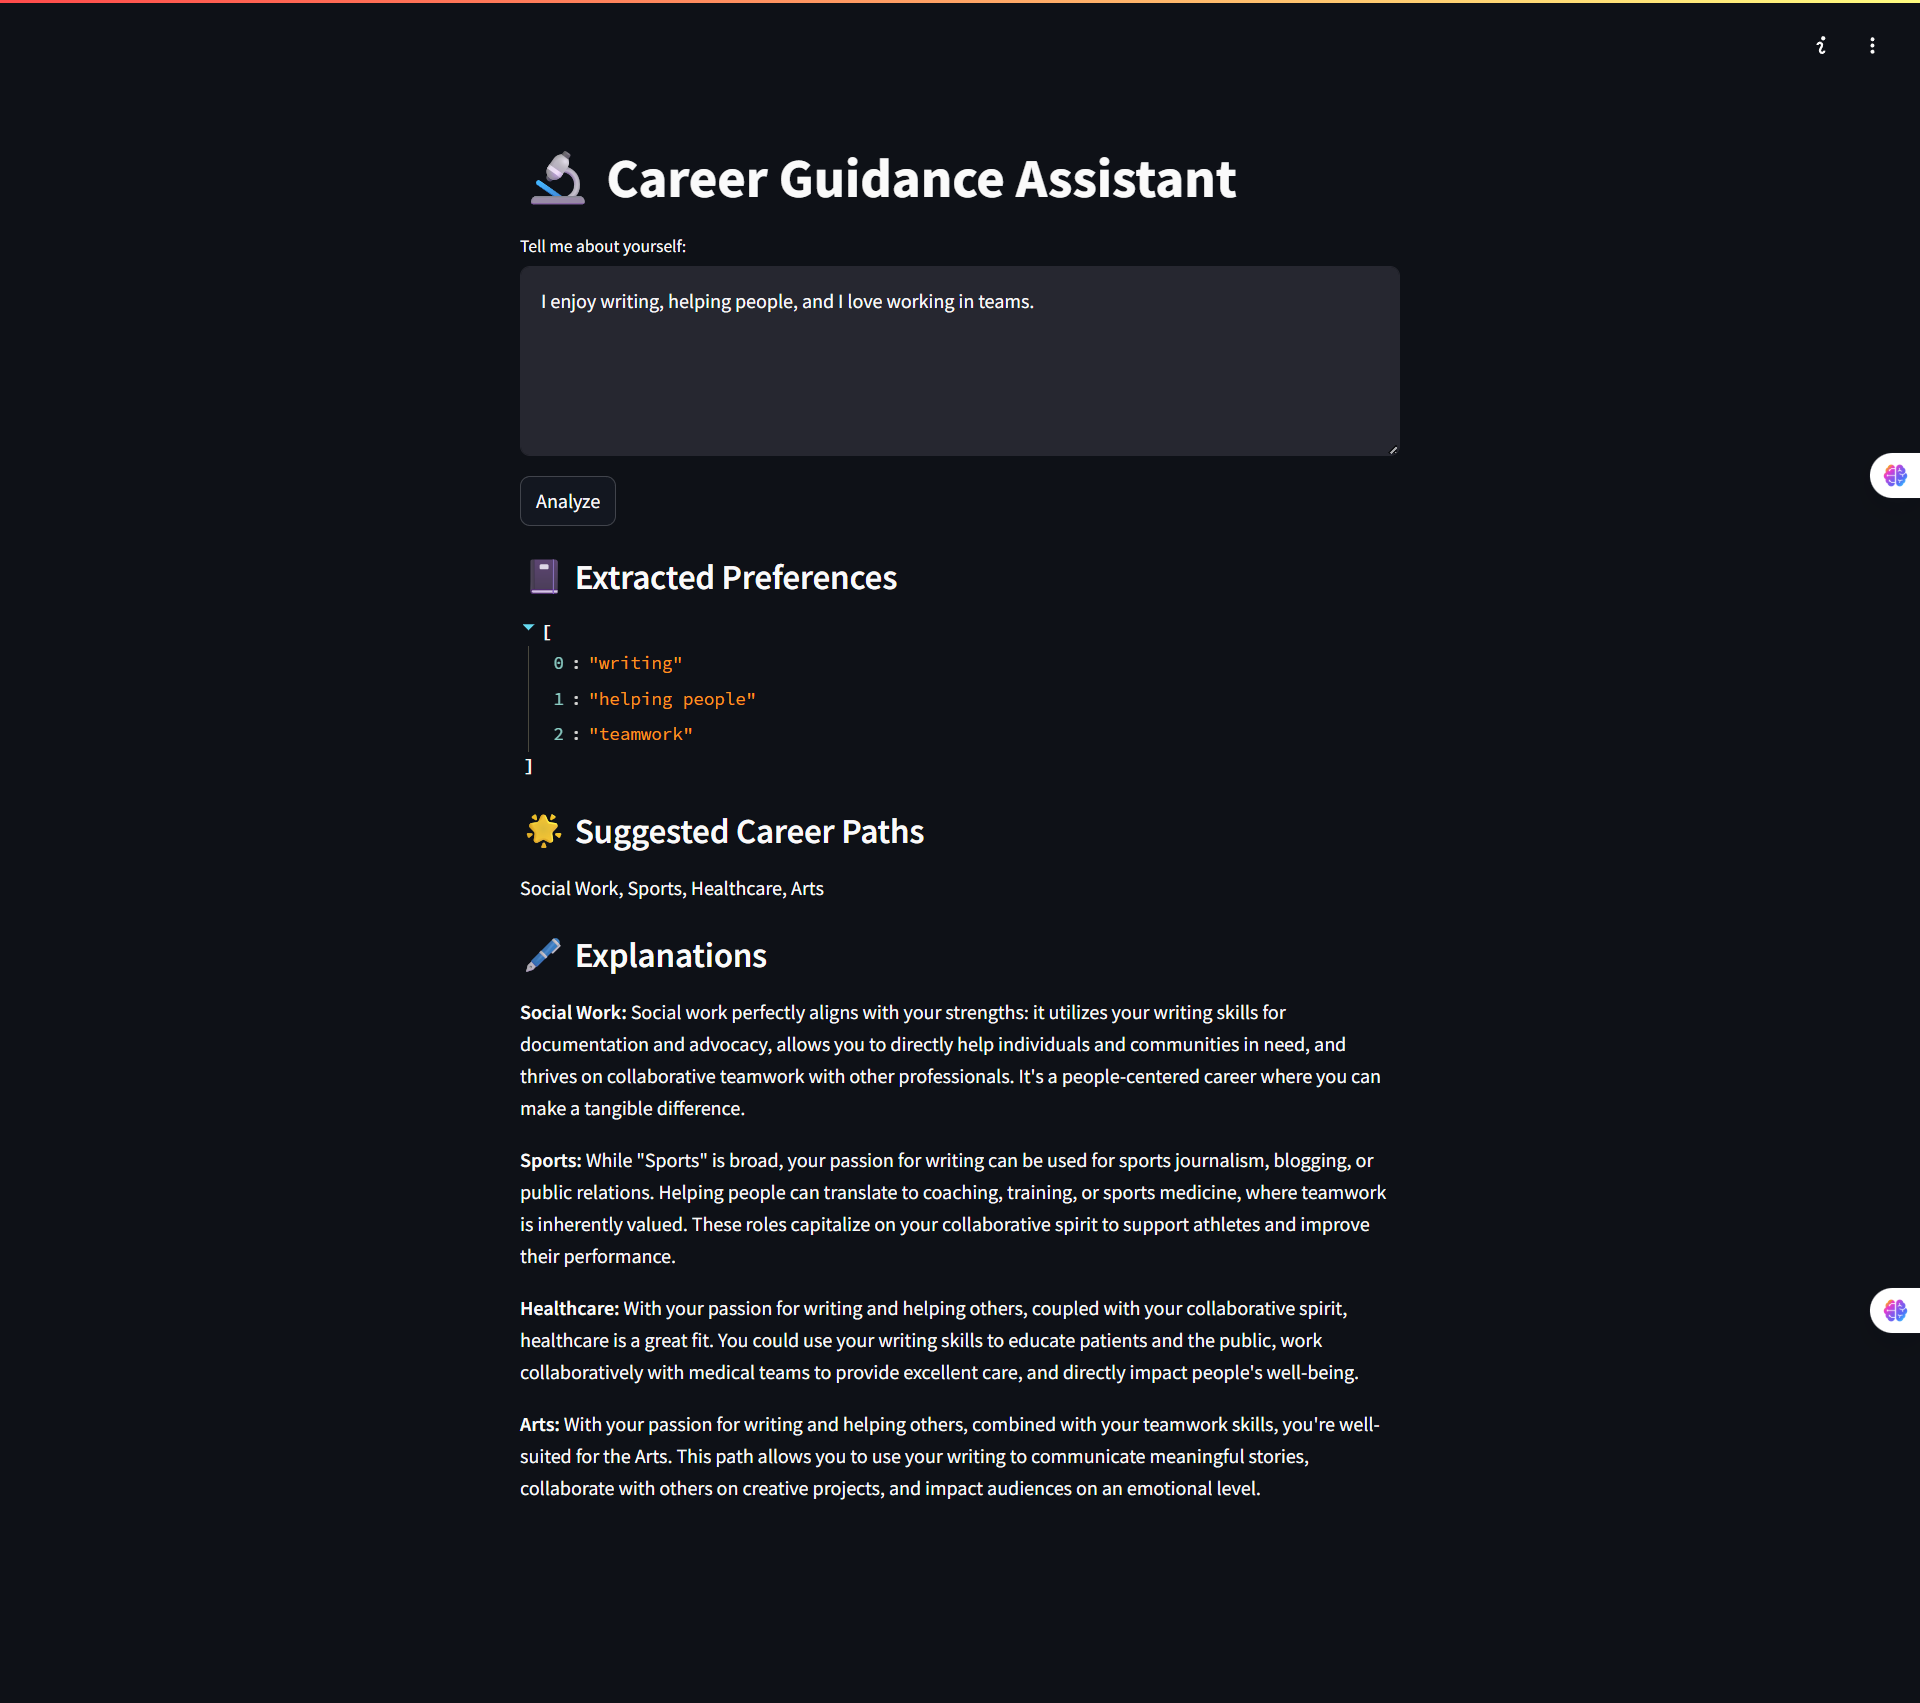 Career Guidance Assistant
Tell me about yourself:
I enjoy writing, helping people, and I love working in teams.
Analyze
Extracted Preferences
[
0 : "writing"
1 : "helping people"
2 : "teamwork"
]
Suggested Career Paths
Social Work, Sports, Healthcare, Arts
Explanations
Social Work: Social work perfectly aligns with your strengths: it utilizes your writing skills for
documentation and advocacy, allows you to directly help individuals and communities in need, and
thrives on collaborative teamwork with other professionals. It's a people-centered career where you can
make a tangible difference.
Sports: While "Sports" is broad, your passion for writing can be used for sports journalism, blogging, or
public relations. Helping people can translate to coaching, training, or sports medicine, where teamwork
is inherently valued. These roles capitalize on your collaborative spirit to support athletes and improve
their performance.
Healthcare: With your passion for writing and helping others, coupled with your collaborative spirit,
healthcare is a great fit. You could use your writing skills to educate patients and the public, work
collaboratively with medical teams to provide excellent care, and directly impact people's well-being.
Arts: With your passion for writing and helping others, combined with your teamwork skills, you're well-
suited for the Arts. This path allows you to use your writing to communicate meaningful stories,
collaborate with others on creative projects, and impact audiences on an emotional level.